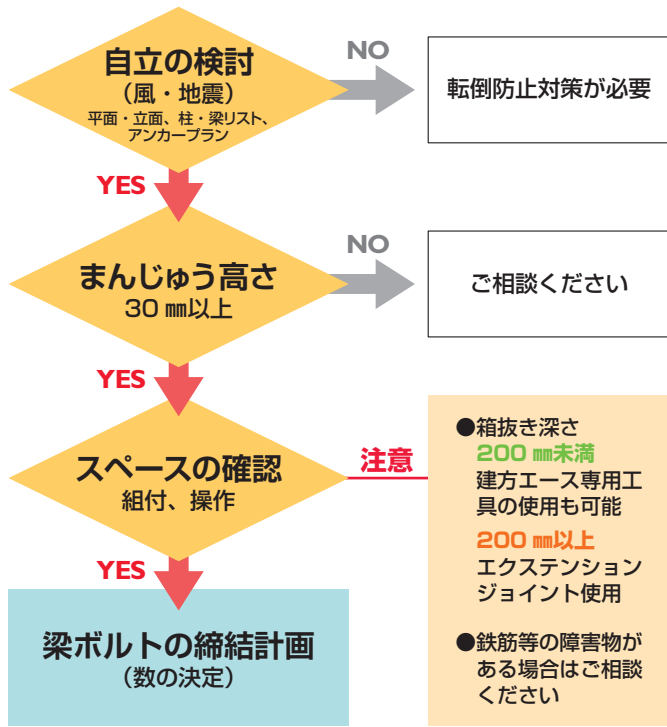 自立の検討
（風・地震）
平面・立面、柱・梁リスト、
アンカープラン
NO
転倒防止対策が必要
YES
まんじゅう高さ
30 ㎜以上
NO
ご相談ください
YES
スペースの確認
組付、操作
注意
●箱抜き深さ
200 ㎜未満
建方エース専用工
具の使用も可能
200 ㎜以上
エクステンション
ジョイント使用
●鉄筋等の障害物が
ある場合はご相談
ください
YES
梁ボルトの締結計画
（数の決定）